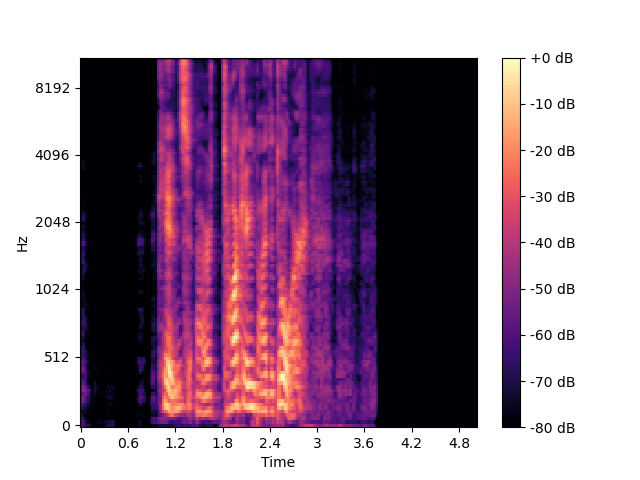 +0 dB
8192
-10 dB
4096
-20 dB
-30 dB
2048
Hz
-40 dB
1024
-50 dB
-60 dB
512
-70 dB
0
-80 dB
0 0.6 1.2 1.8 2.4 3 3.6 4.2 4.8
Time